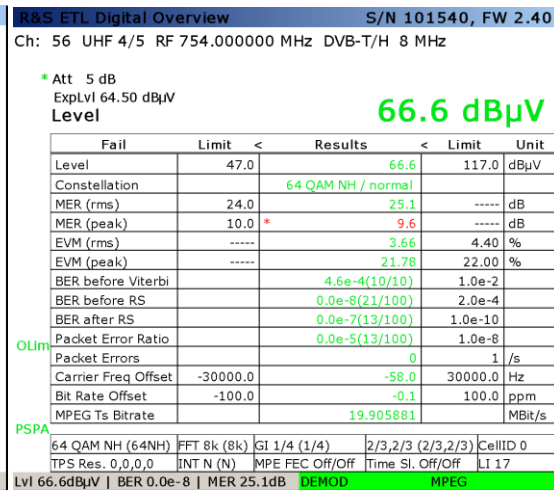 R&S ETL Digital Overview S/N 101540, FW 2.40
Ch: 56 UHF 4/5 RF 754.000000 MHz DVB-T/H 8 MHz
* Att 5 dB
ExpLvl 64.50 dBµV
Level 66.6 dBµV
Fail Limit < Results < Limit Unit
Level 47.0 66.6 117.0 dBµV
Constellation 64 QAM NH / normal
MER (rms) 24.0 25.1 ----- dB
MER (peak) 10.0 * 9.6 ----- dB
EVM (rms) ----- 3.66 4.40 %
EVM (peak) ----- 21.78 22.00 %
BER before Viterbi 4.6e-4(10/10) 1.0e-2
BER before RS 0.0e-8(21/100) 2.0e-4
BER after RS 0.0e-7(13/100) 1.0e-10
OLim Packet Error Ratio 0.0e-5(13/100) 1.0e-8
Packet Errors 0 1 /s
Carrier Freq Offset -30000.0 -58.0 30000.0 Hz
Bit Rate Offset -100.0 -0.1 100.0 ppm
MPEG Ts Bitrate 19.905881 MBit/s
PSPA
64 QAM NH (64NH) FFT 8k (8k) GI 1/4 (1/4) 2/3,2/3 (2/3,2/3) CellID 0
TPS Res. 0,0,0,0 INT N (N) MPE FEC Off/Off Time Sl. Off/Off LI 17
Lvl 66.6dBµV | BER 0.0e-8 | MER 25.1dB DEMOD MPEG